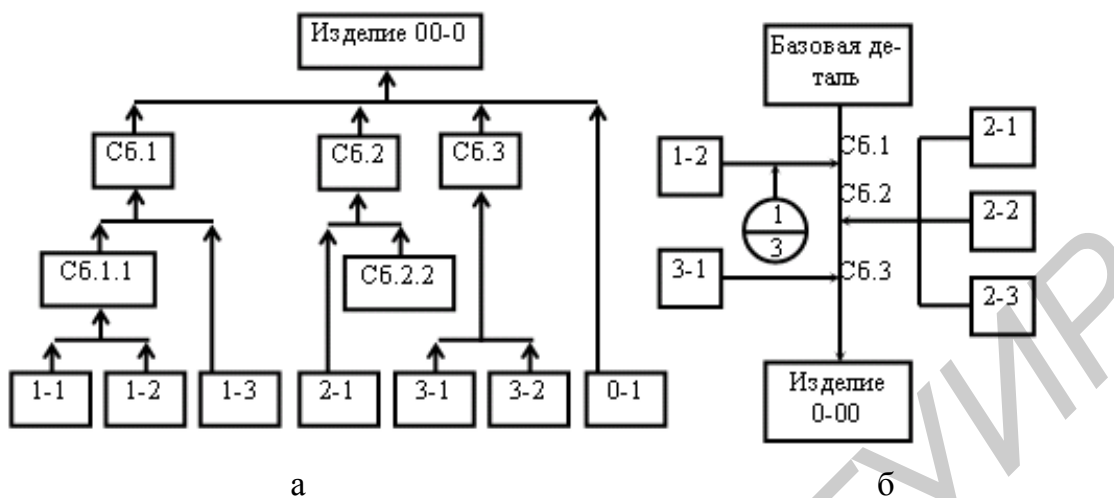 Изделие 00-0
Сб.1
Сб.2
Сб.3
Сб.1.1
Сб.2.2
1-1
1-2
1-3
2-1
3-1
3-2
0-1
а
Базовая де-
таль
1-2
Сб.1
2-1
Сб.2
1
3
2-2
3-1
Сб.3
2-3
Изделие
0-00
б
ГУИР